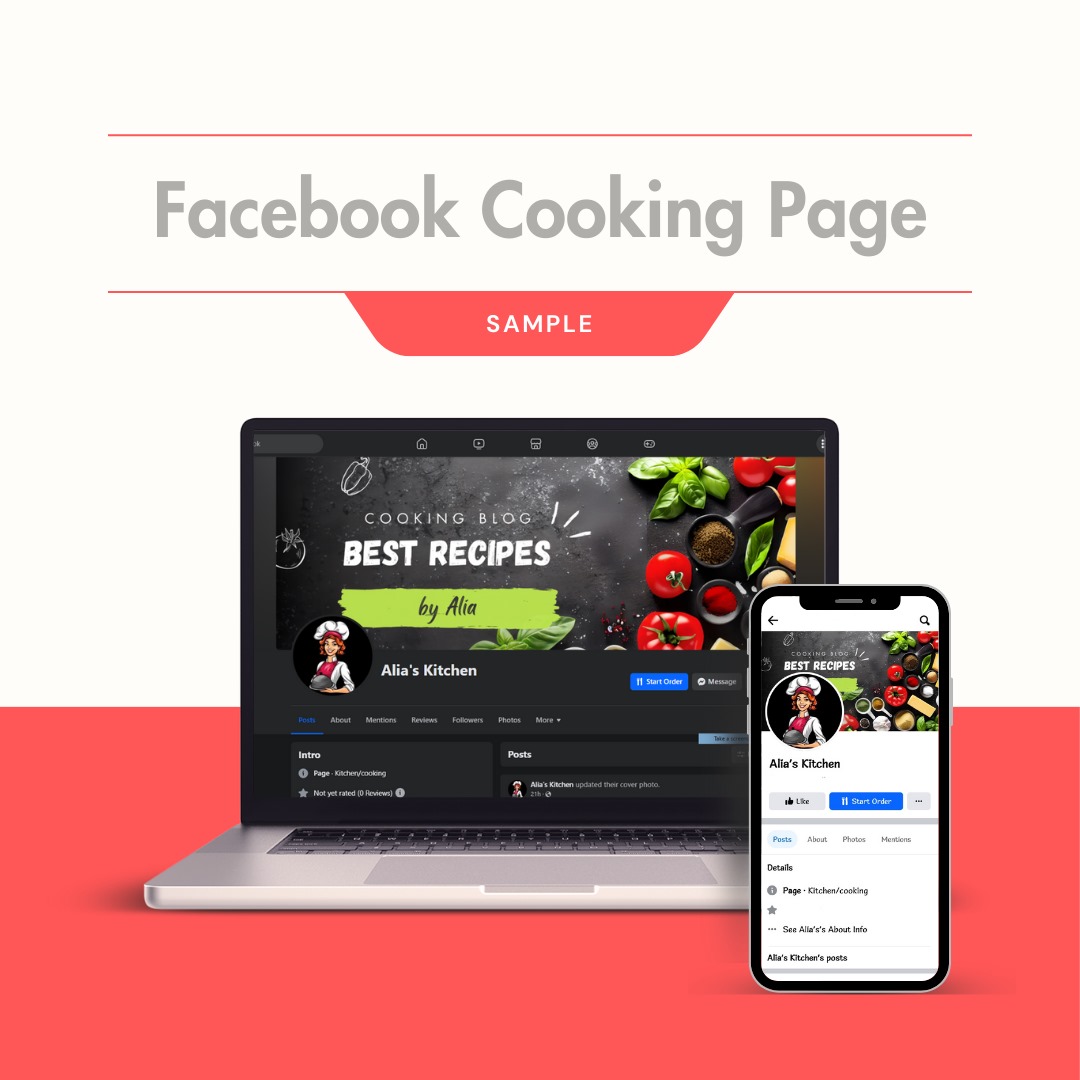 Facebook Cooking Page
SAMPLE
ok
COOKING BLOG
BEST RECIPES
by Alia
Alia's Kitchen
Start Order
Message
Posts About Mentions Reviews Followers Photos More
Intro
Page · Kitchen/cooking
Not yet rated (0 Reviews)
Take a
Posts
Alia's Kitchen updated their cover photo.
21h ·
COOKING BLOG
BEST RECIPES
Alia's Kitchen
Like
Start Order
Posts About Photos Mentions
Details
Page · Kitchen/cooking
See Alia's's About Info
Alia's Kitchen's posts